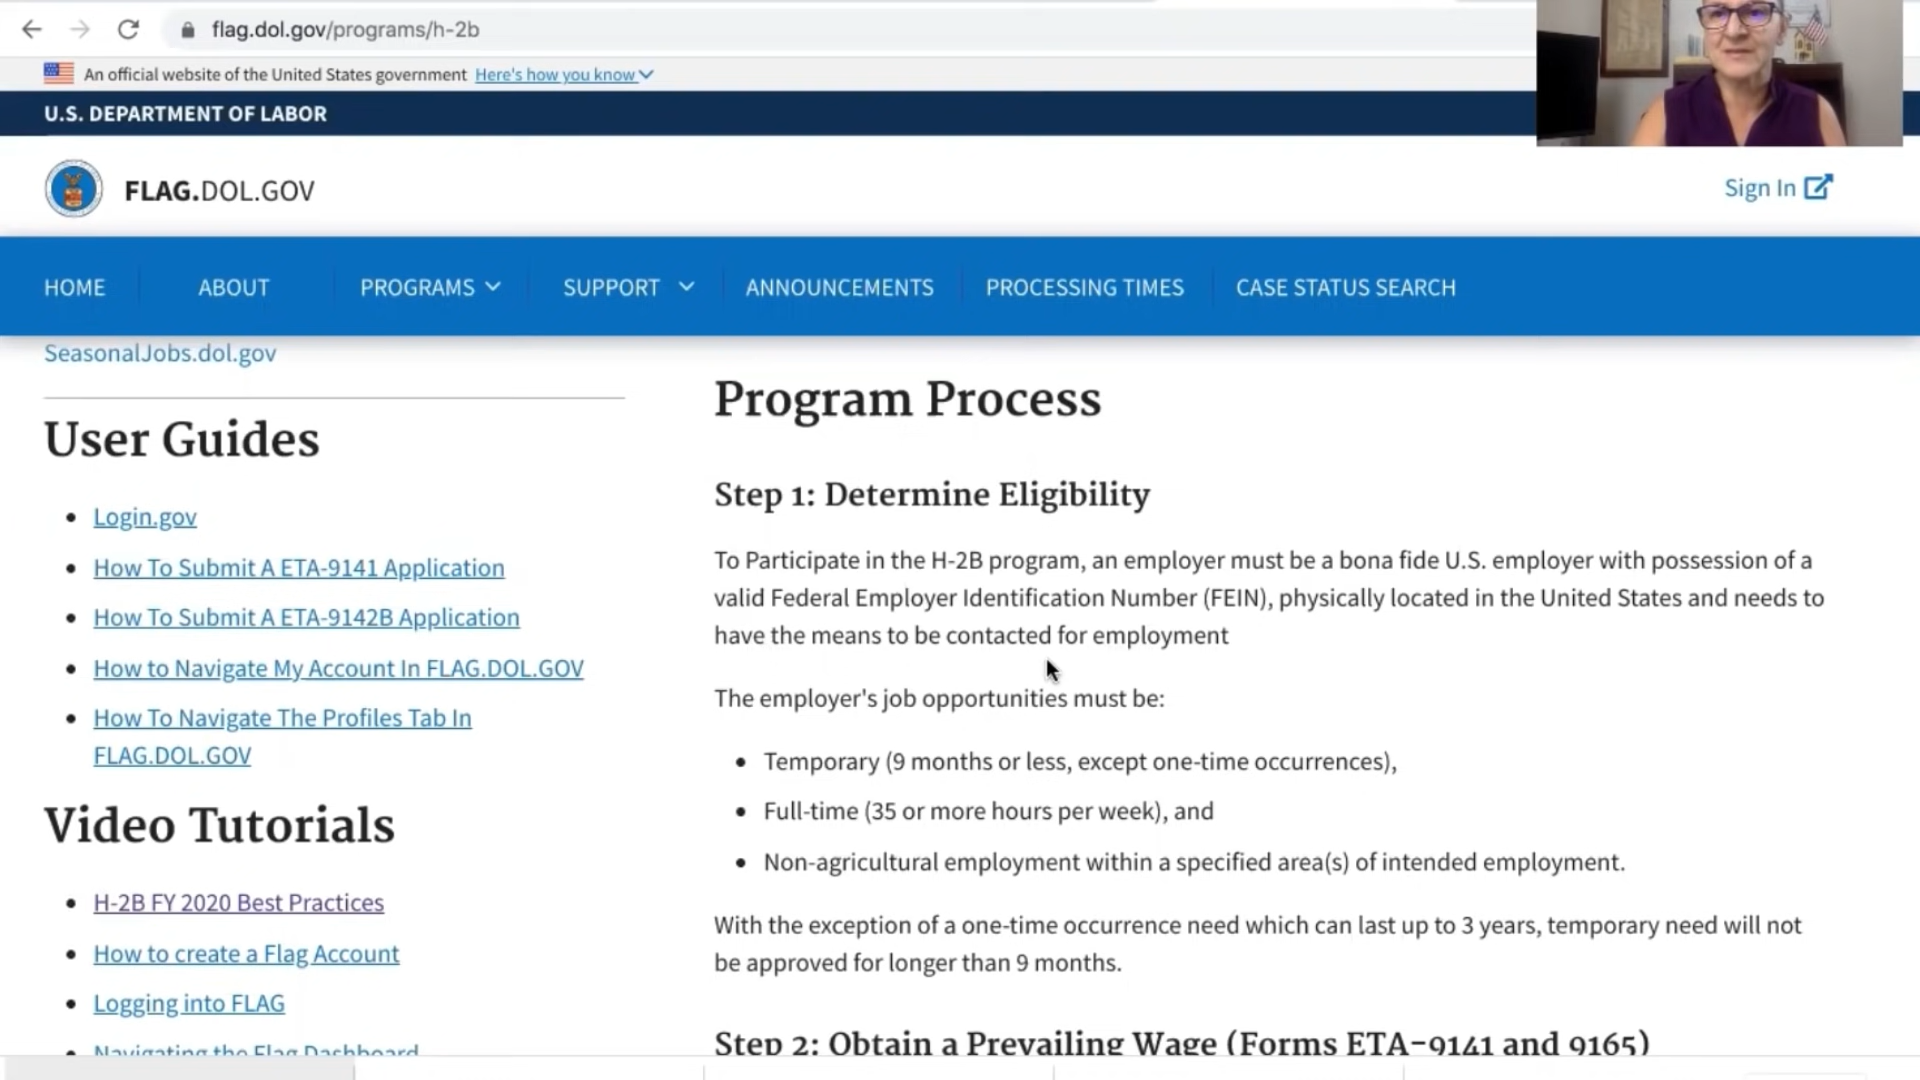 flag.dol.gov/programs/h-2b
An official website of the United States government Here's how you know
U.S. DEPARTMENT OF LABOR
FLAG.DOL.GOV
Sign In
HOME ABOUT PROGRAMS SUPPORT ANNOUNCEMENTS PROCESSING TIMES CASE STATUS SEARCH
SeasonalJobs.dol.gov
User Guides
• Login.gov
• How To Submit A ETA-9141 Application
• How To Submit A ETA-9142B Application
• How to Navigate My Account In FLAG.DOL.GOV
• How To Navigate The Profiles Tab In
FLAG.DOL.GOV
Video Tutorials
• H-2B FY 2020 Best Practices
• How to create a Flag Account
• Logging into FLAG
• Navigating the Flag Dashboard
Program Process
Step 1: Determine Eligibility
To Participate in the H-2B program, an employer must be a bona fide U.S. employer with possession of a
valid Federal Employer Identification Number (FEIN), physically located in the United States and needs to
have the means to be contacted for employment
The employer's job opportunities must be:
• Temporary (9 months or less, except one-time occurrences),
• Full-time (35 or more hours per week), and
• Non-agricultural employment within a specified area(s) of intended employment.
With the exception of a one-time occurrence need which can last up to 3 years, temporary need will not
be approved for longer than 9 months.
Step 2: Obtain a Prevailing Wage (Forms ETA-9141 and 9165)